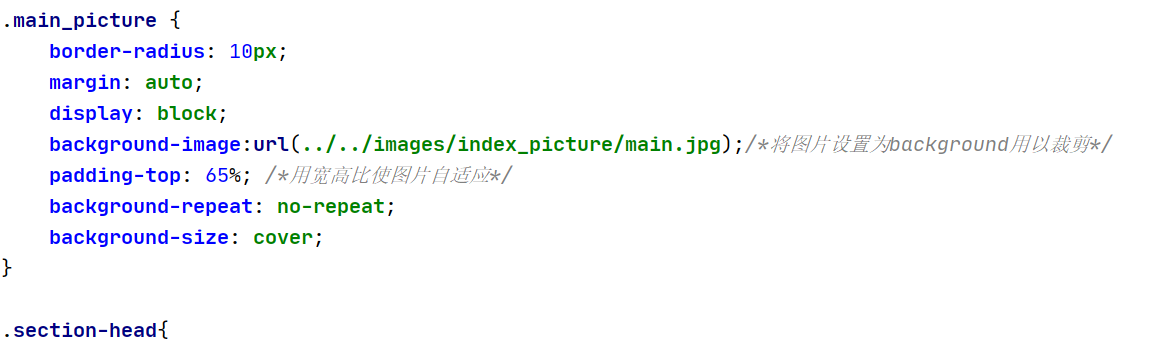 .main_picture {
    border-radius: 10px;
    margin: auto;
    display: block;
    background-image:url(../../images/index_picture/main.jpg);/*将图片设置为background用以裁剪*/
    padding-top: 65%; /*用宽高比使图片自适应*/
    background-repeat: no-repeat;
    background-size: cover;
}
.section-head{